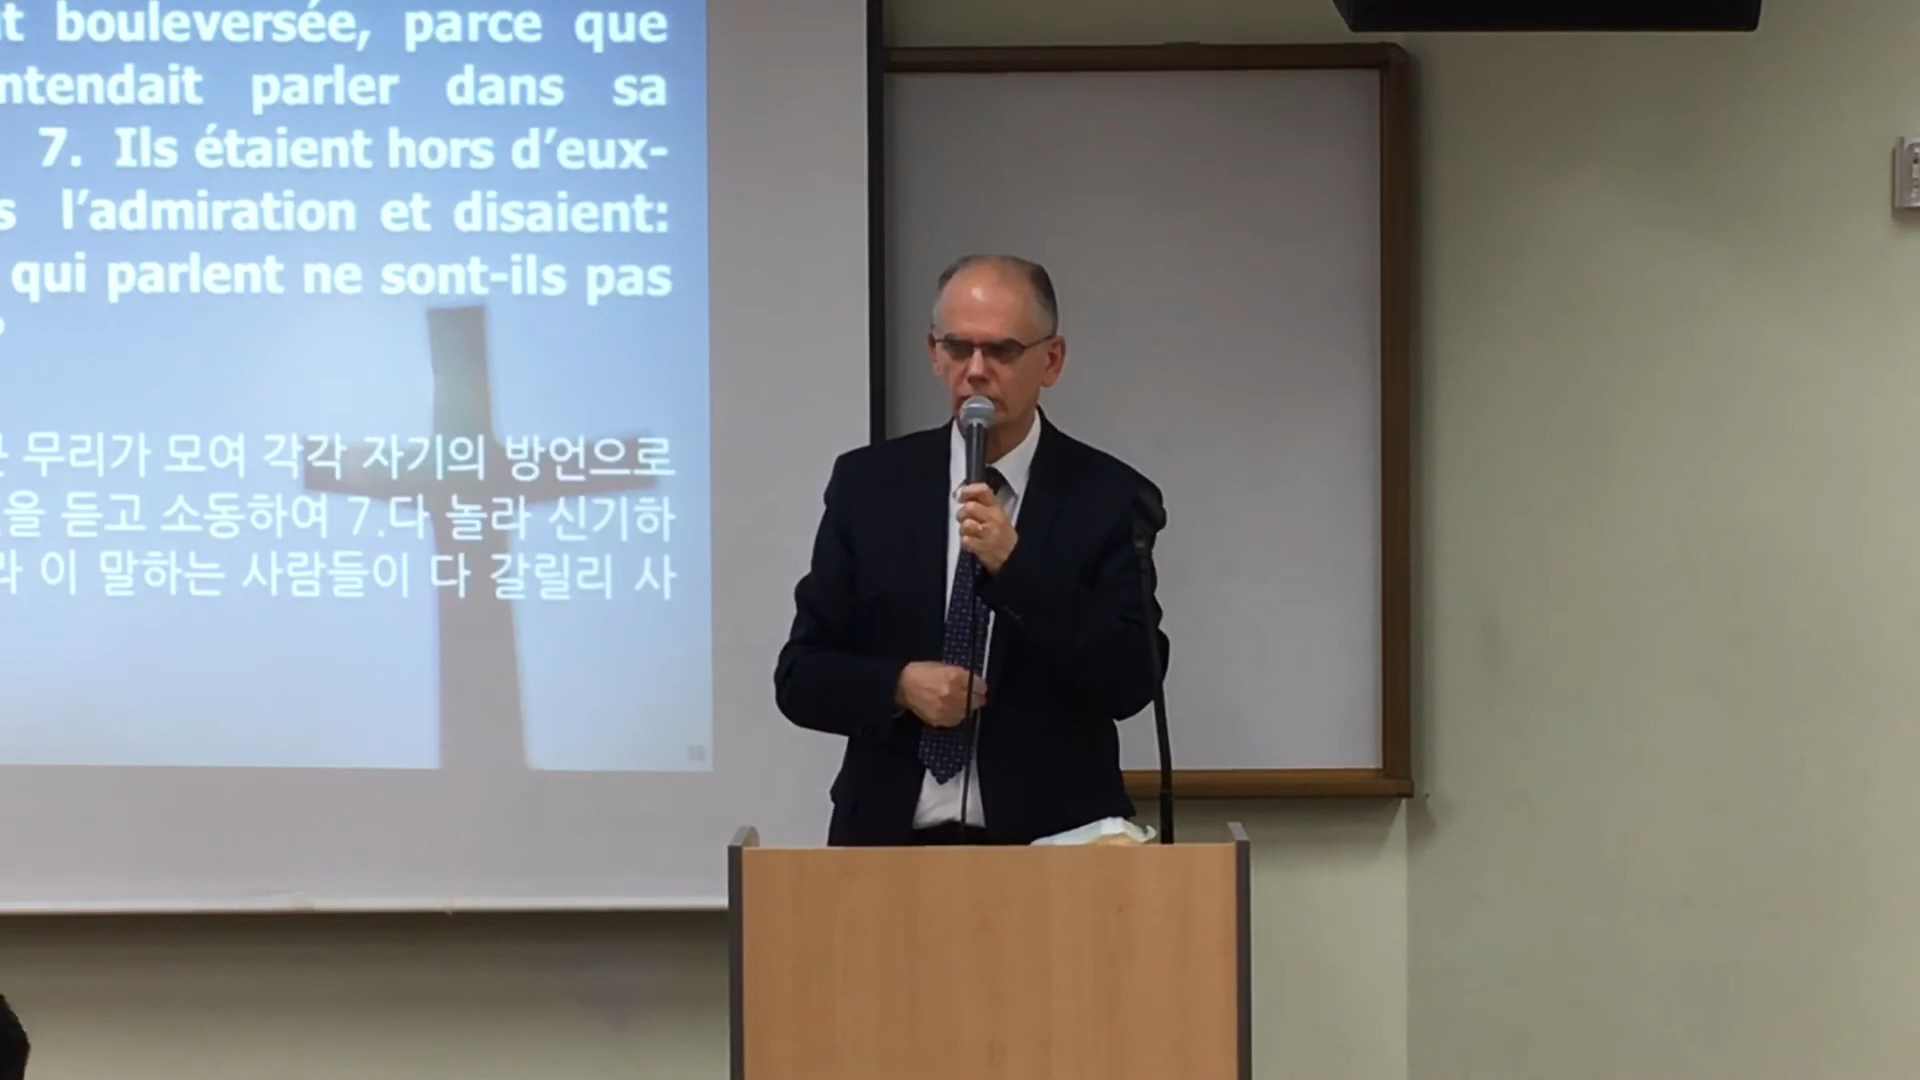 bouleversée, parce que
parler dans sa
7. Ils étaient hors d’eux-
l’admiration et disaient:
qui parlent ne sont-ils pas
무리가 모여 각각 자기의 방언으로
듣고 소동하여 7.다 놀라 신기하
이 말하는 사람들이 다 갈릴리 사